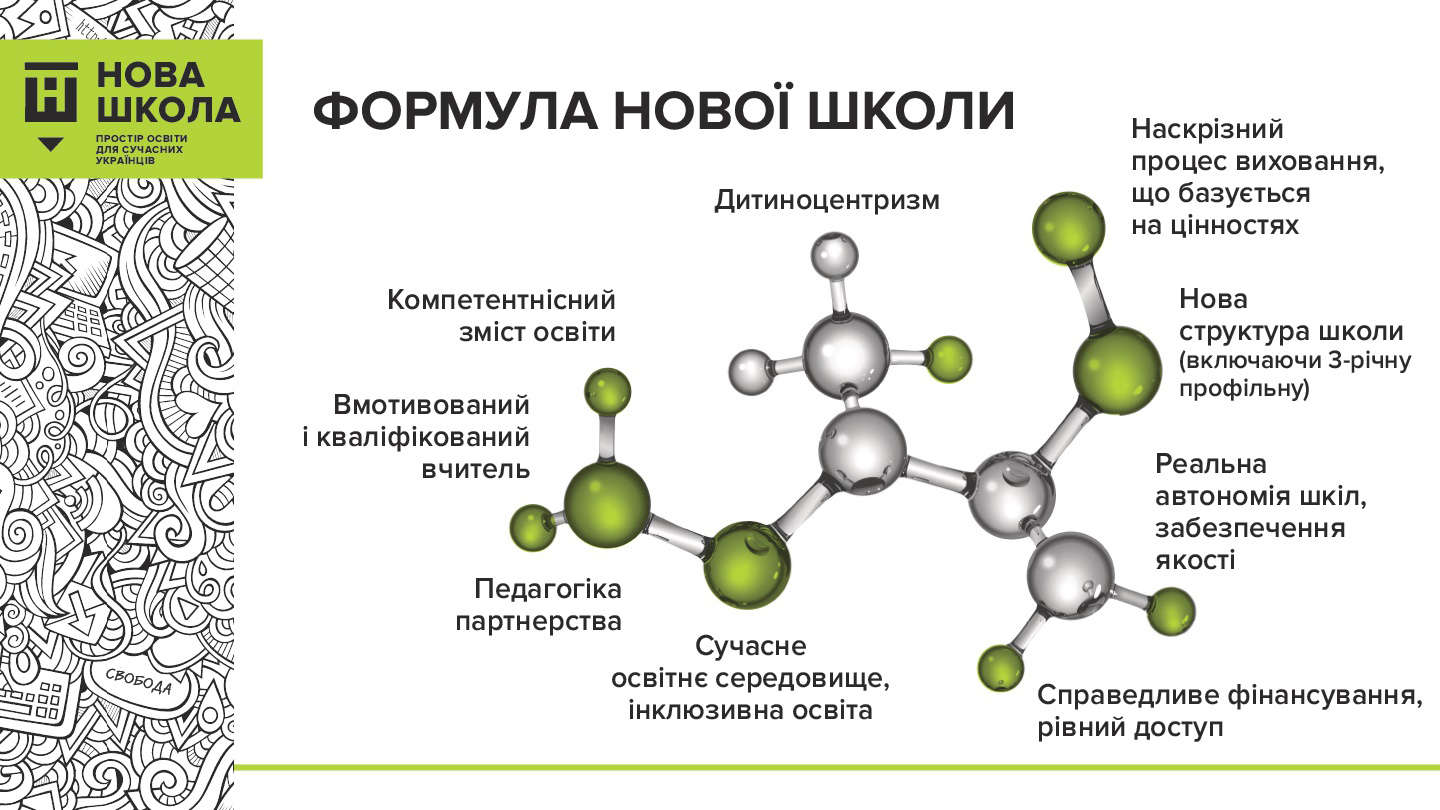 НОВА
ШКОЛА
ПРОСТІР ОСВІТИ
ДЛЯ СУЧАСНИХ
УКРАЇНЦІВ
ФОРМУЛА НОВОЇ ШКОЛИ
Наскрізний
процес виховання,
що базується
на цінностях
Дитиноцентризм
Компетентнісний
зміст освіти
Нова
структура школи
(включаючи 3-річну
профільну)
Вмотивований
і кваліфікований
вчитель
Реальна
автономія шкіл,
забезпечення
якості
Педагогіка
партнерства
Сучасне
освітнє середовище,
інклюзивна освіта
Справедливе фінансування,
рівний доступ
СВОБОДА